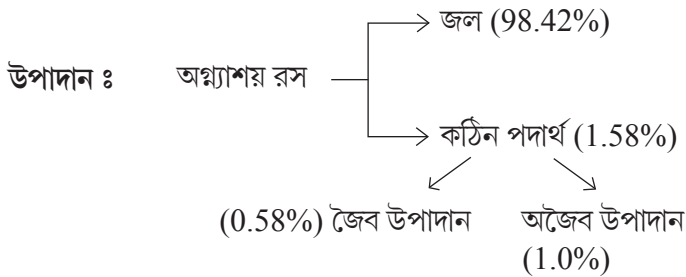 জল (98.42%)
উপাদান ঃ অগ্ন্যাশয় রস
কঠিন পদার্থ (1.58%)
(0.58%) জৈব উপাদান অজৈব উপাদান
(1.0%)